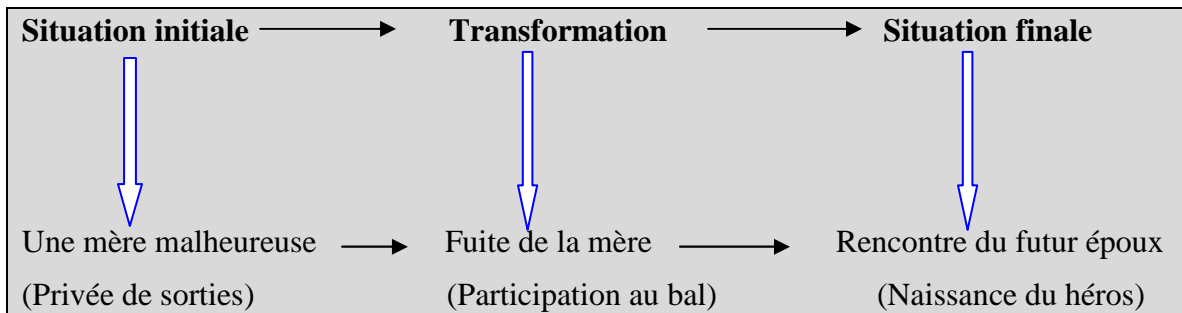 Situation initiale Transformation Situation finale
Une mère malheureuse Fuite de la mère Rencontre du futur époux
(Privée de sorties) (Participation au bal) (Naissance du héros)